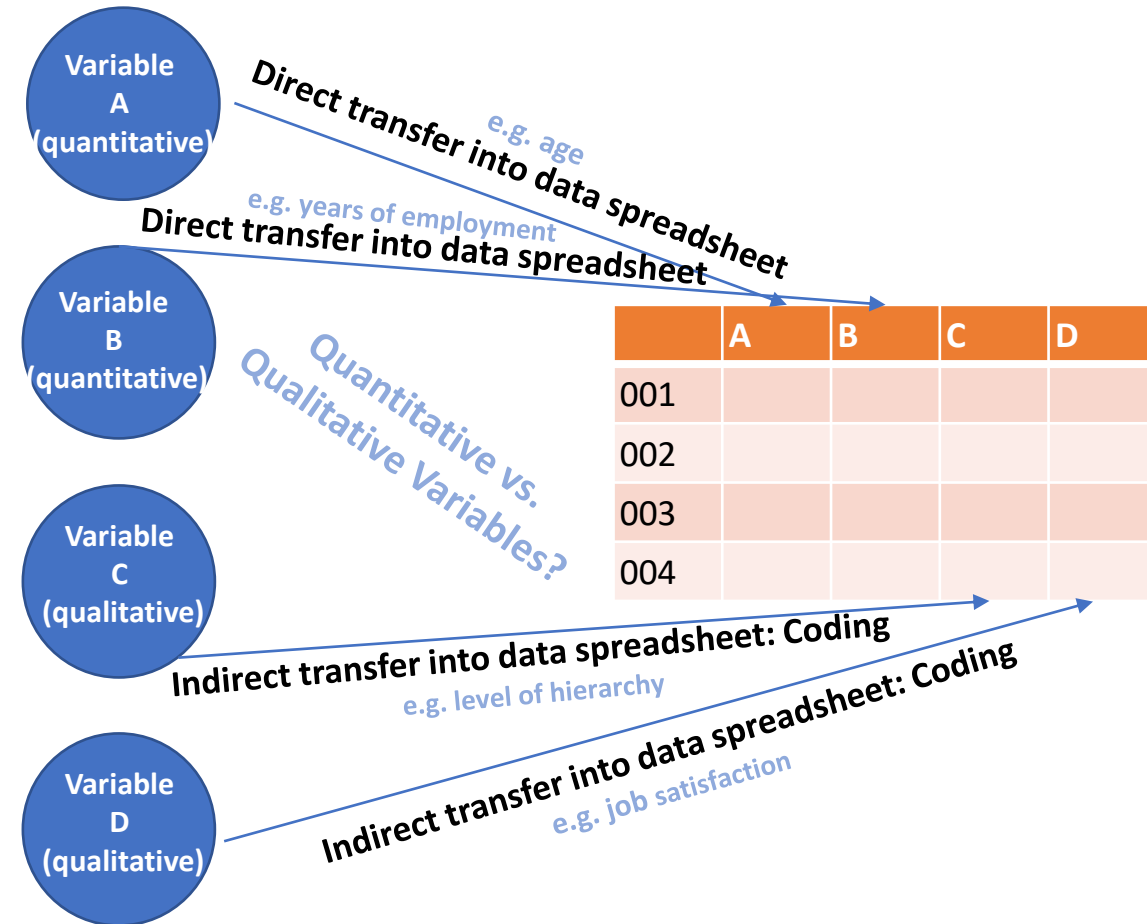 Variable
A
(quantitative)
Direct transfer into data spreadsheet
e.g. age
e.g. years of employment
Direct transfer into data spreadsheet
Variable
B
(quantitative)
Quantitative vs.
Qualitative Variables?
A B C D
001
002
003
004
Variable
C
(qualitative)
Indirect transfer into data spreadsheet: Coding
e.g. level of hierarchy
Variable
D
(qualitative)
Indirect transfer into data spreadsheet: Coding
e.g. job satisfaction